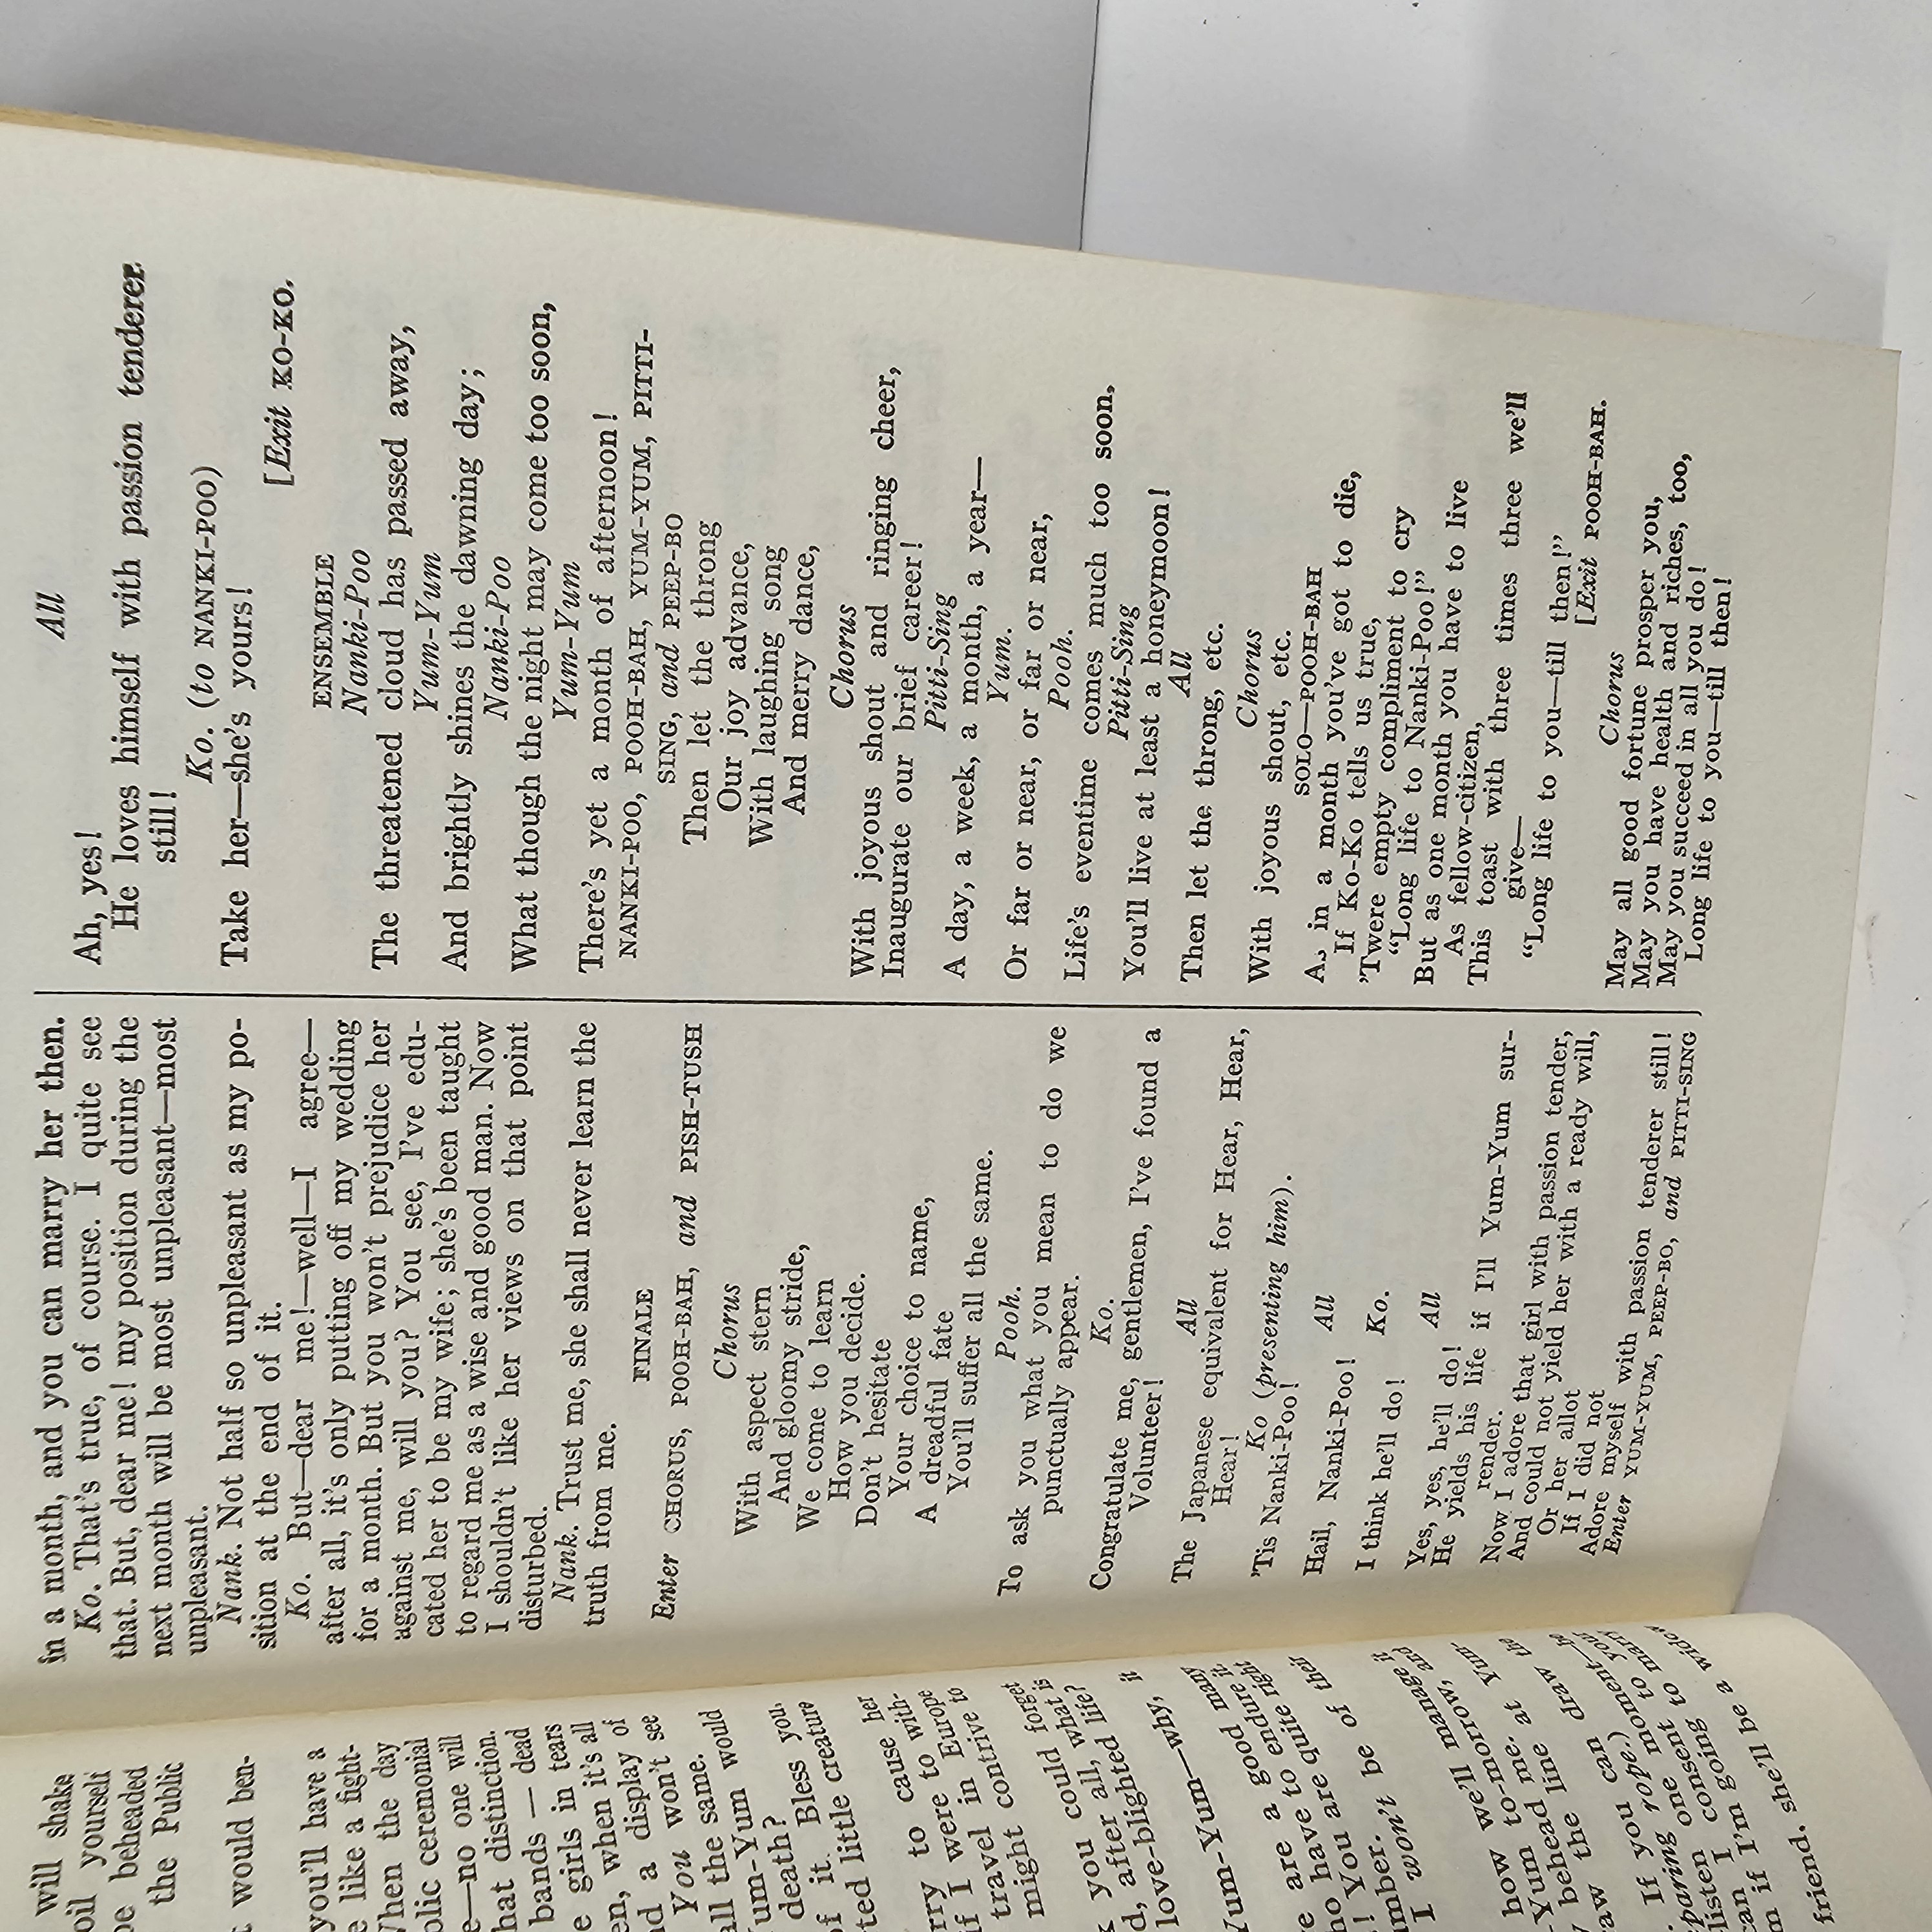 will shake
oil yourself
be beheaded
the Public
would ben-
you'll have a
e like a fight-
When the day
blic ceremonial
e—no one will
hat distinction.
bands — dead
e girls in tears
en, when it's all
nd a display of
You won't see
all the same.
Yum-Yum would
death?
of it. Bless you,
ted little creature
rry to cause her
if I were to with-
travel in Europe
might contrive to
k you could forget
d, after all, what is
love-blighted life?
Yum-Yum—why, it
e are a good many
ho have to endure it.
! You are quite right
umber.
I won't be of their
how we'll manage it
-Yum to-morrow, and
y behead me.
aw the line at Yum-
If you can draw the
paring rope.)
listen one moment—be
can I consent to your
m if I'm going to marry
friend, she'll be a widow
in a month, and you can marry her then.
Ko. That's true, of course. I quite see
that. But, dear me! my position during the
next month will be most unpleasant—most
unpleasant.
Nank. Not half so unpleasant as my po-
sition at the end of it.
Ko. But—dear me!—well—I agree—
after all, it's only putting off my wedding
for a month. But you won't prejudice her
against me, will you? You see, I've edu-
cated her to be my wife; she's been taught
to regard me as a wise and good man. Now
I shouldn't like her views on that point
disturbed.
Nank. Trust me, she shall never learn the
truth from me.
FINALE
Enter CHORUS, POOH-BAH, and PISH-TUSH
Chorus
With aspect stern
And gloomy stride,
We come to learn
How you decide.
Don't hesitate
Your choice to name,
A dreadful fate
You'll suffer all the same.
Pooh.
To ask you what you mean to do we
punctually appear.
Ko.
Congratulate me, gentlemen, I've found a
Volunteer!
All
The Japanese equivalent for Hear, Hear,
Hear!
Ko (presenting him).
'Tis Nanki-Poo!
All
Hail, Nanki-Poo!
Ko.
I think he'll do!
All
Yes, yes, he'll do!
He yields his life if I'll Yum-Yum sur-
render.
Now I adore that girl with passion tender,
And could not yield her with a ready will,
Or her allot
If I did not
Adore myself with passion tenderer still!
Enter YUM-YUM, PEEP-BO, and PITTI-SING
All
Ah, yes!
He loves himself with passion tenderer
still!
Ko. (to NANKI-POO)
Take her—she's yours!
[Exit KO-KO.
ENSEMBLE
Nanki-Poo
The threatened cloud has passed away,
Yum-Yum
And brightly shines the dawning day;
Nanki-Poo
What though the night may come too soon,
Yum-Yum
There's yet a month of afternoon!
NANKI-POO, POOH-BAH, YUM-YUM, PITTI-
SING, and PEEP-BO
Then let the throng
Our joy advance,
With laughing song
And merry dance,
Chorus
With joyous shout and ringing cheer,
Inaugurate our brief career!
Pitti-Sing
A day, a week, a month, a year—
Yum.
Or far or near, or far or near,
Pooh.
Life's eventime comes much too soon,
Pitti-Sing
You'll live at least a honeymoon!
All
Then let the throng, etc.
Chorus
With joyous shout, etc.
SOLO—POOH-BAH
As in a month you've got to die,
If Ko-Ko tells us true,
'Twere empty compliment to cry
"Long life to Nanki-Poo!"
But as one month you have to live
As fellow-citizen,
This toast with three times three we'll
give—
"Long life to you—till then!"
[Exit POOH-BAH.
Chorus
May all good fortune prosper you,
May you have health and riches, too,
May you succeed in all you do!
Long life to you—till then!